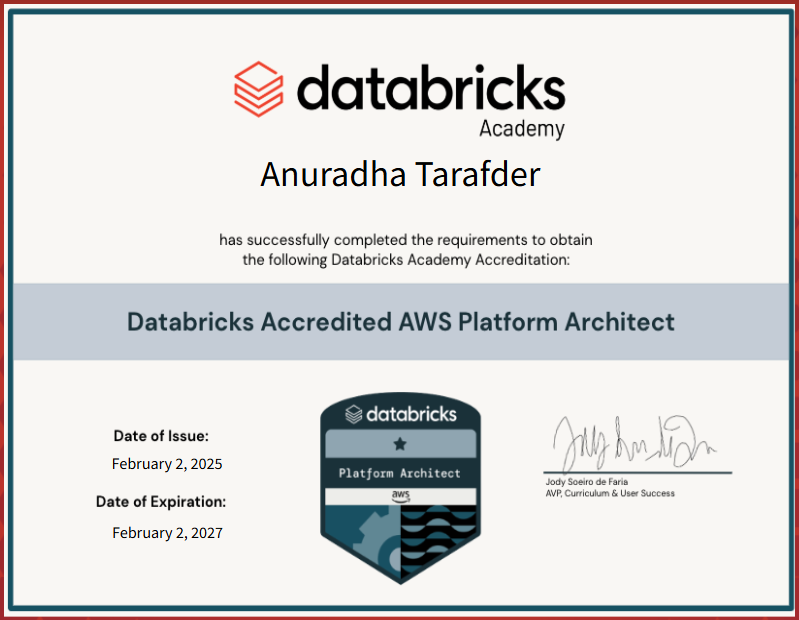 databricks
Academy
Anuradha Tarafder
has successfully completed the requirements to obtain
the following Databricks Academy Accreditation:
Databricks Accredited AWS Platform Architect
Date of Issue:
February 2, 2025
Date of Expiration:
February 2, 2027
databricks
Platform Architect
aws
Jody Soeiro de Faria
AVP, Curriculum & User Success